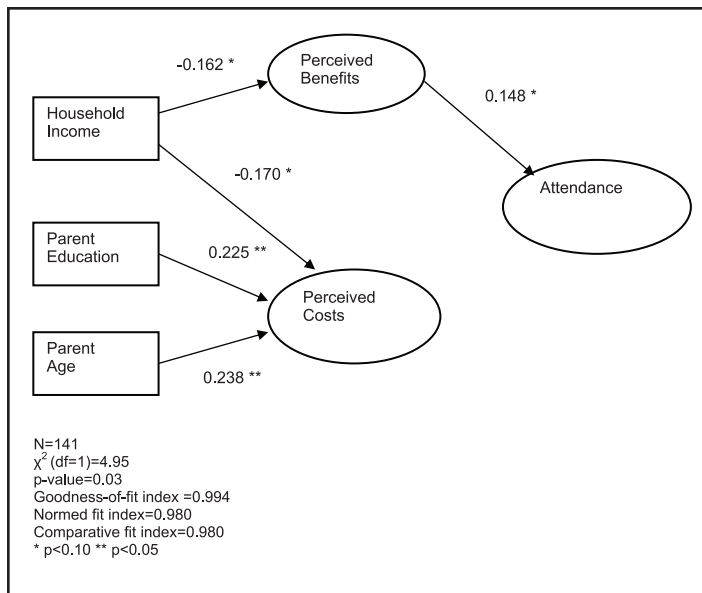 Perceived
Benefits
-0.162 *
0.148 *
Household
Income
-0.170 *
Attendance
Parent
Education
0.225 **
Perceived
Costs
Parent
Age
0.238 **
N=141
χ² (df=1)=4.95
p-value=0.03
Goodness-of-fit index =0.994
Normed fit index=0.980
Comparative fit index=0.980
* p<0.10 ** p<0.05